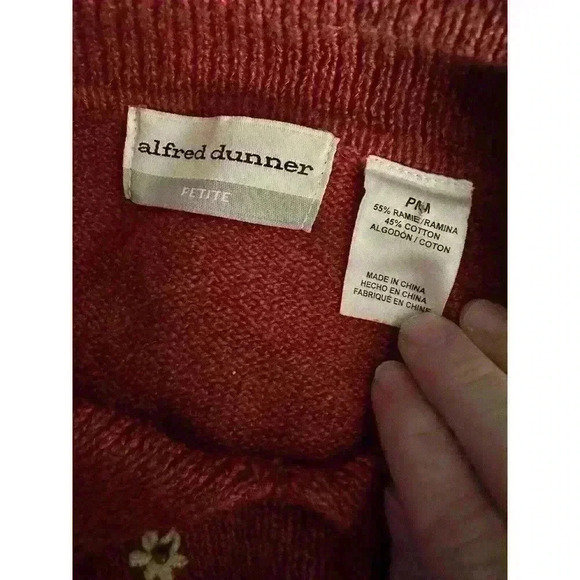 alfred dunner
PETITE
PM
55% RAMIE/RAMINA
45% COTTON
ALGODÓN / COTON
MADE IN CHINA
HECHO EN CHINA
FABRIQUÉ EN CHINE